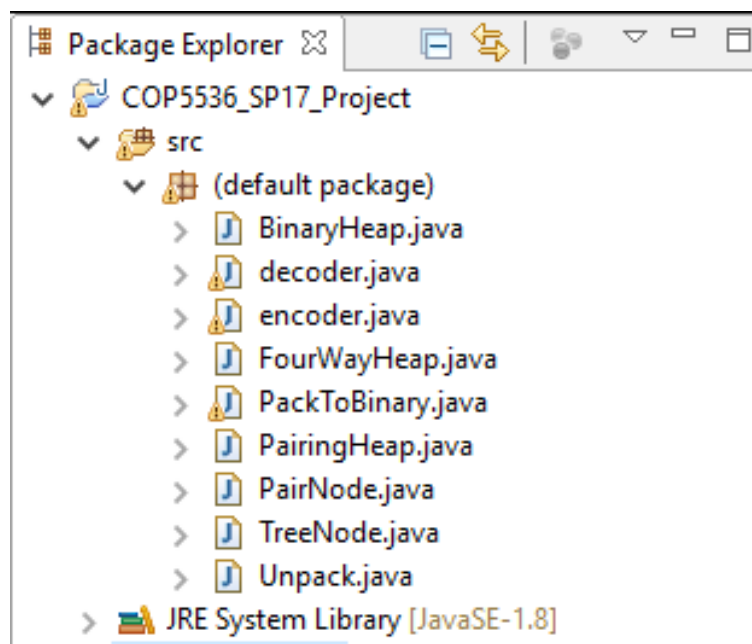 Package Explorer
COP5536_SP17_Project
src
(default package)
BinaryHeap.java
decoder.java
encoder.java
FourWayHeap.java
PackToBinary.java
PairingHeap.java
PairNode.java
TreeNode.java
Unpack.java
JRE System Library [JavaSE-1.8]